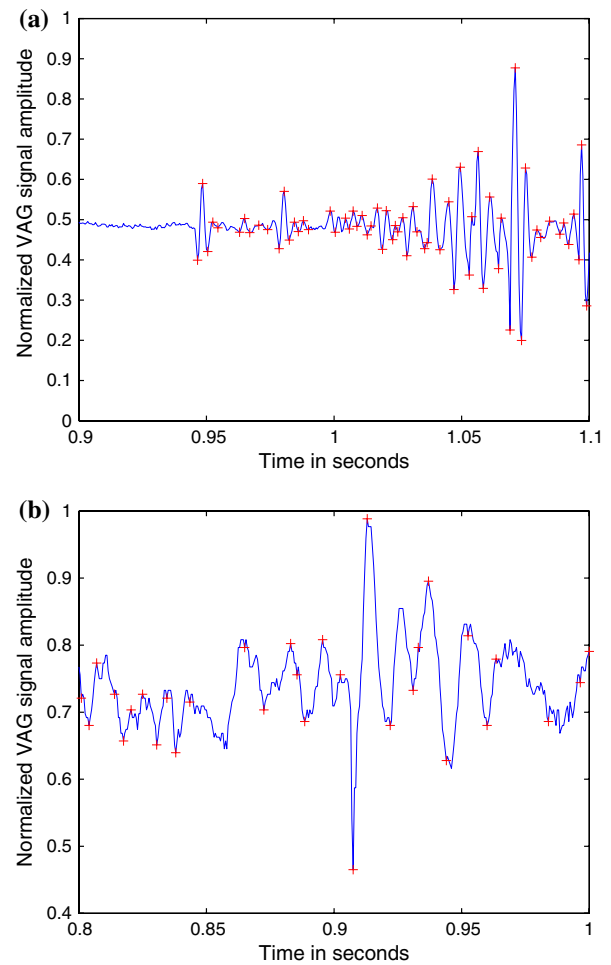 (a)
Normalized VAG signal amplitude
1
0.9
0.8
0.7
0.6
0.5
0.4
0.3
0.2
0.1
0
0.9 0.95 1 1.05 1.1
Time in seconds
(b)
Normalized VAG signal amplitude
1
0.9
0.8
0.7
0.6
0.5
0.4
0.8 0.85 0.9 0.95 1
Time in seconds